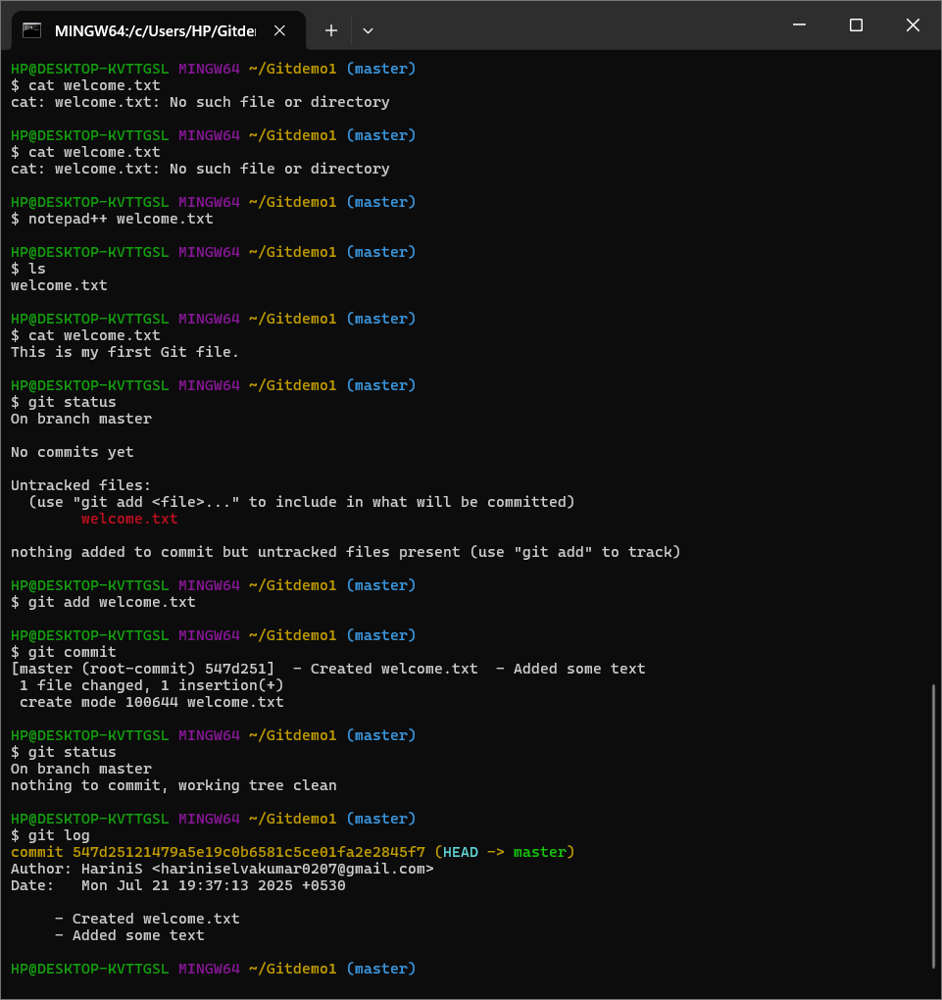 MINGW64:/c/Users/HP/Gitde
HP@DESKTOP-KVTTGSL MINGW64 ~/Gitdemo1 (master)
$ cat welcome.txt
cat: welcome.txt: No such file or directory
HP@DESKTOP-KVTTGSL MINGW64 ~/Gitdemo1 (master)
$ cat welcome.txt
cat: welcome.txt: No such file or directory
HP@DESKTOP-KVTTGSL MINGW64 ~/Gitdemo1 (master)
$ notepad++ welcome.txt
HP@DESKTOP-KVTTGSL MINGW64 ~/Gitdemo1 (master)
$ ls
welcome.txt
HP@DESKTOP-KVTTGSL MINGW64 ~/Gitdemo1 (master)
$ cat welcome.txt
This is my first Git file.
HP@DESKTOP-KVTTGSL MINGW64 ~/Gitdemo1 (master)
$ git status
On branch master
No commits yet
Untracked files:
  (use "git add <file>..." to include in what will be committed)
        welcome.txt
nothing added to commit but untracked files present (use "git add" to track)
HP@DESKTOP-KVTTGSL MINGW64 ~/Gitdemo1 (master)
$ git add welcome.txt
HP@DESKTOP-KVTTGSL MINGW64 ~/Gitdemo1 (master)
$ git commit
[master (root-commit) 547d251]  - Created welcome.txt  - Added some text
 1 file changed, 1 insertion(+)
 create mode 100644 welcome.txt
HP@DESKTOP-KVTTGSL MINGW64 ~/Gitdemo1 (master)
$ git status
On branch master
nothing to commit, working tree clean
HP@DESKTOP-KVTTGSL MINGW64 ~/Gitdemo1 (master)
$ git log
commit 547d25121479a5e19c0b6581c5ce01fa2e2845f7 (HEAD -> master)
Author: HariniS <hariniselvakumar0207@gmail.com>
Date:   Mon Jul 21 19:37:13 2025 +0530
     - Created welcome.txt
     - Added some text
HP@DESKTOP-KVTTGSL MINGW64 ~/Gitdemo1 (master)